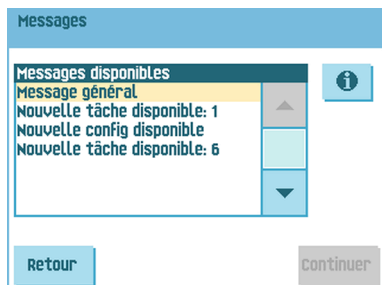 Messages
Messages disponibles
Message général
Nouvelle tâche disponible: 1
Nouvelle config disponible
Nouvelle tâche disponible: 6
Retour
Continuer